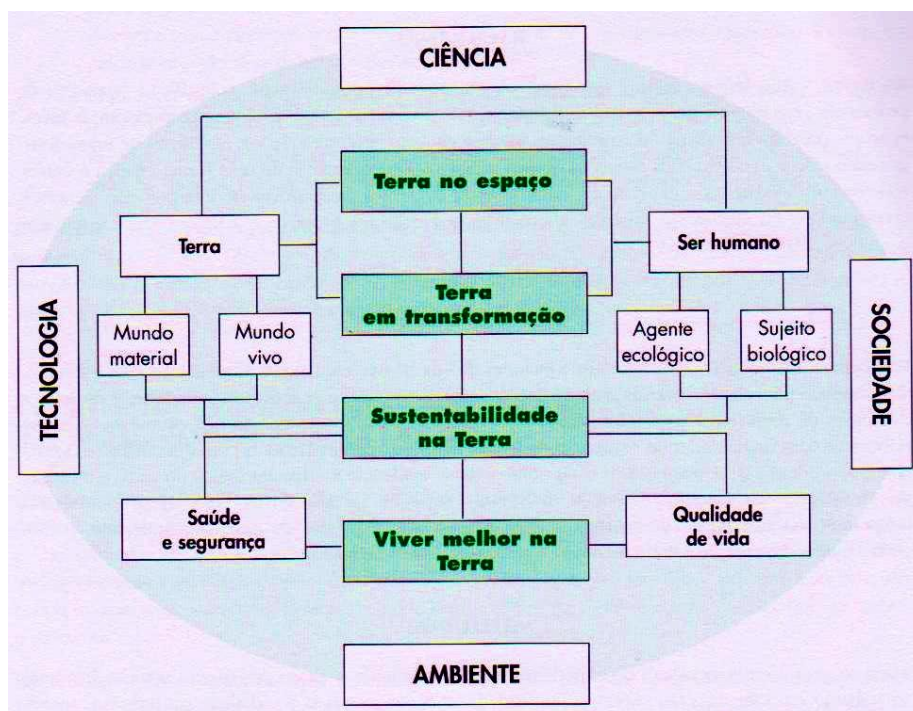 CIÊNCIA
Terra no espaço
Terra
Ser humano
TECNOLOGIA
SOCIEDADE
Terra
em transformação
Mundo
material
Mundo
vivo
Agente
ecológico
Sujeito
biológico
Sustentabilidade
na Terra
Saúde
e segurança
Qualidade
de vida
Viver melhor na
Terra
AMBIENTE